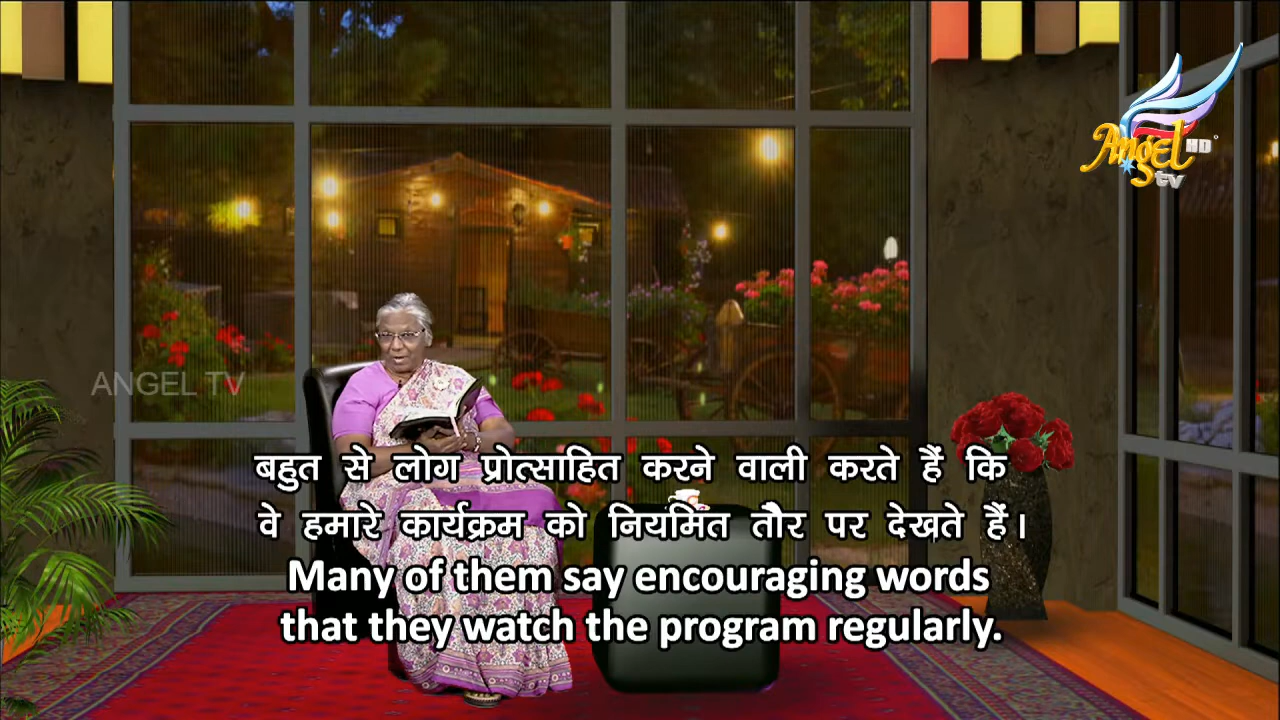 Angel HD
tv
ANGEL TV
बहुत से लोग प्रोत्साहित करने वाली करते हैं कि
वे हमारे कार्यक्रम को नियमित तौर पर देखते हैं।
Many of them say encouraging words
that they watch the program regularly.